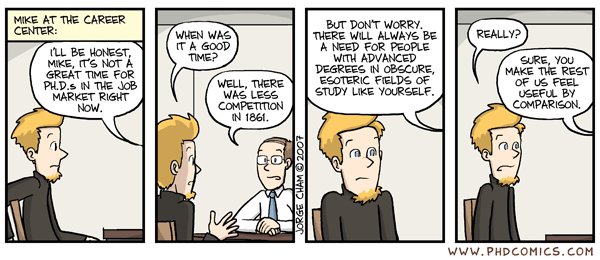 MIKE AT THE CAREER
CENTER:
I'LL BE HONEST,
MIKE, IT'S NOT A
GREAT TIME FOR
PH.D.s IN THE JOB
MARKET RIGHT
NOW.
WHEN WAS
IT A GOOD
TIME?
WELL, THERE
WAS LESS
COMPETITION
IN 1861.
JORGE CHAM © 2007
BUT DON'T WORRY.
THERE WILL ALWAYS BE
A NEED FOR PEOPLE
WITH ADVANCED
DEGREES IN OBSCURE,
ESOTERIC FIELDS OF
STUDY LIKE YOURSELF.
REALLY?
SURE, YOU
MAKE THE REST
OF US FEEL
USEFUL BY
COMPARISON.
WWW.PHDCOMICS.COM